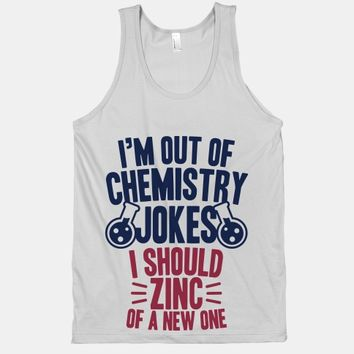 I'M OUT OF
CHEMISTRY
JOKES
I SHOULD
ZINC
OF A NEW ONE